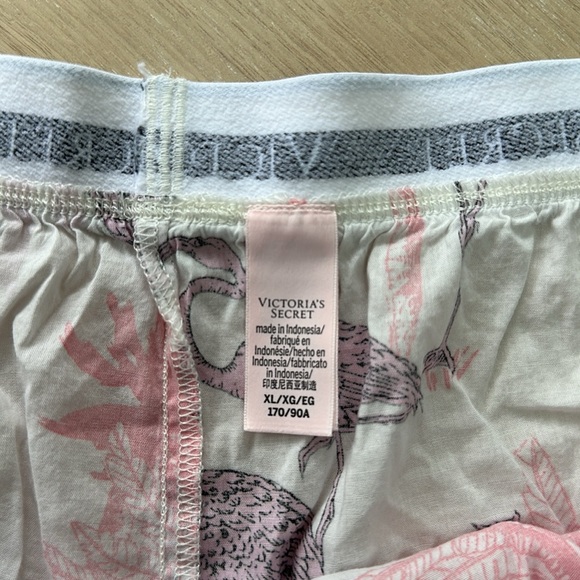 VICTORIA'S
SECRET
made in Indonesia/
fabriqué en
Indonésie/hecho en
Indonesia/fabbricato
in Indonesia/
印度尼西亚制造
XL/XG/EG
170/90A